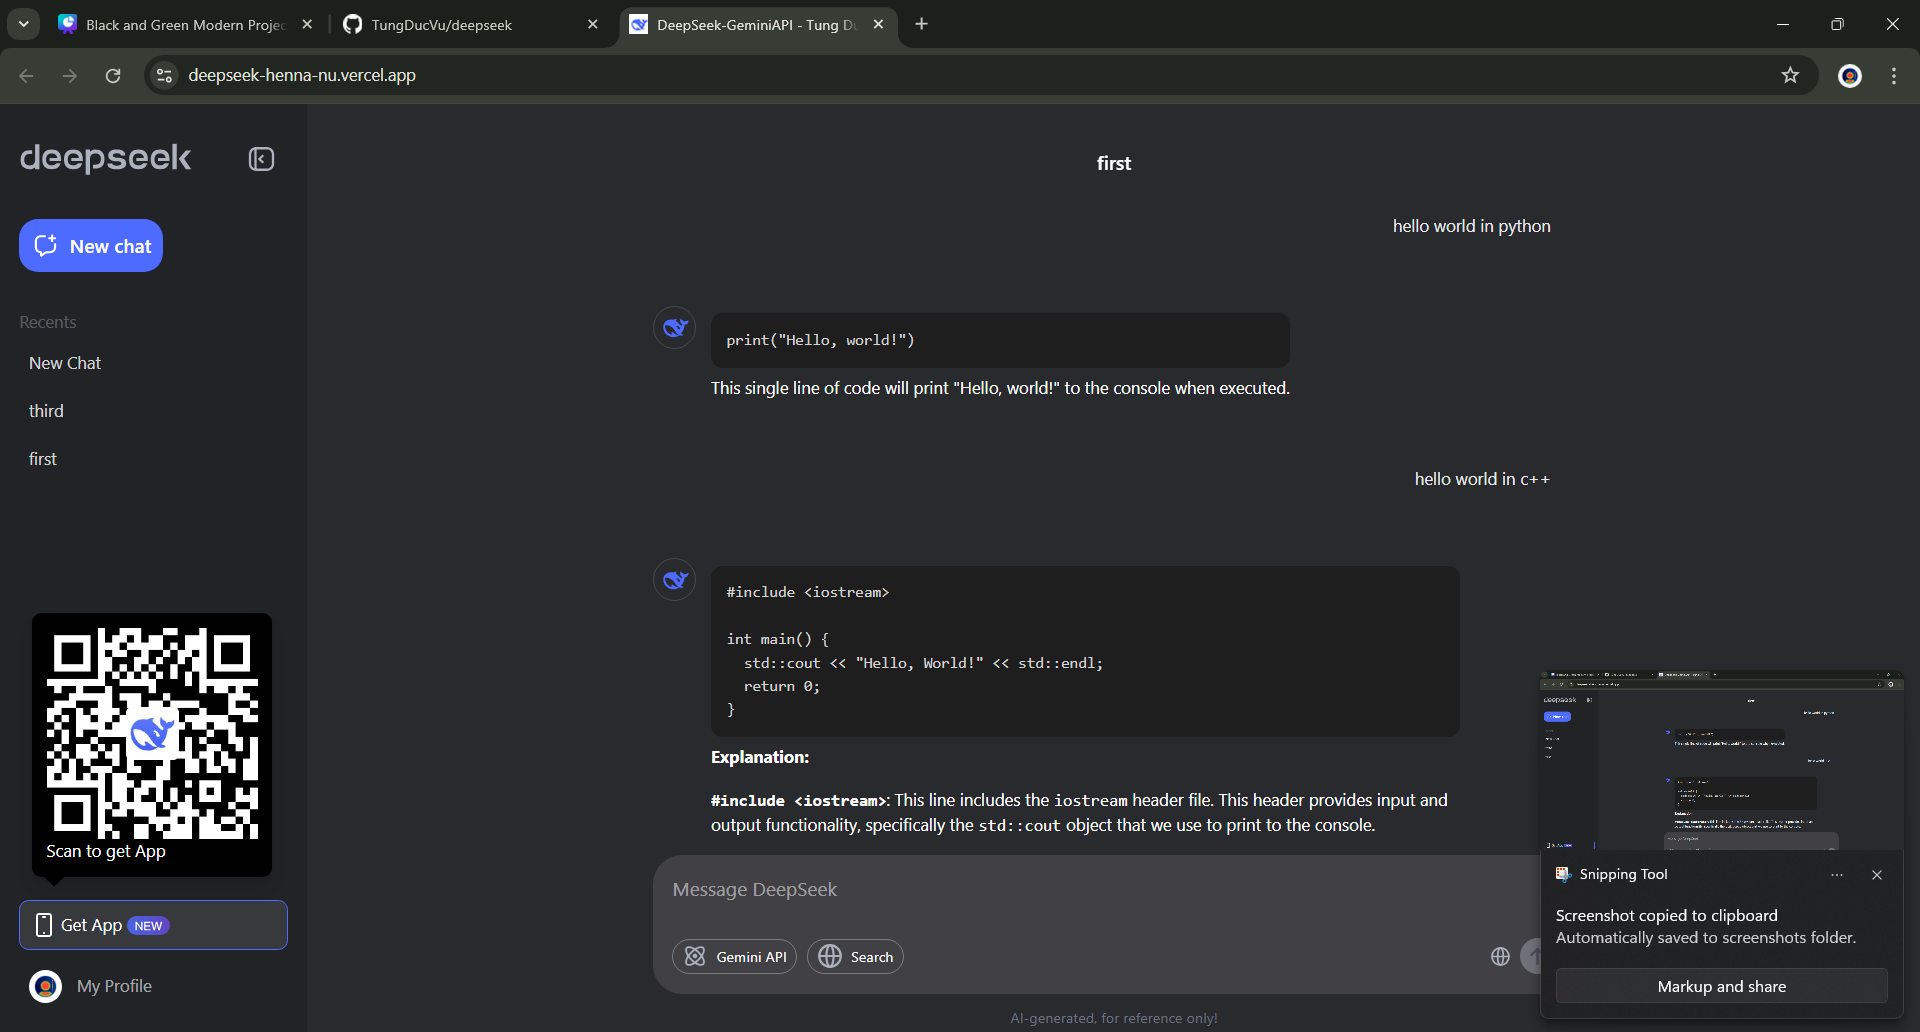 Black and Green Modern Projec
TungDucVu/deepseek
DeepSeek-GeminiAPI - Tung Du
deepseek-henna-nu.vercel.app
deepseek
New chat
Recents
New Chat
third
first
Scan to get App
Get App NEW
My Profile
first
hello world in python
print("Hello, world!")
This single line of code will print "Hello, world!" to the console when executed.
hello world in c++
#include <iostream>
int main() {
std::cout << "Hello, World!" << std::endl;
return 0;
}
Explanation:
#include <iostream>: This line includes the iostream header file. This header provides input and
output functionality, specifically the std::cout object that we use to print to the console.
Message DeepSeek
Gemini API
Search
AI-generated, for reference only!
deepseek
Snipping Tool
Screenshot copied to clipboard
Automatically saved to screenshots folder.
Markup and share